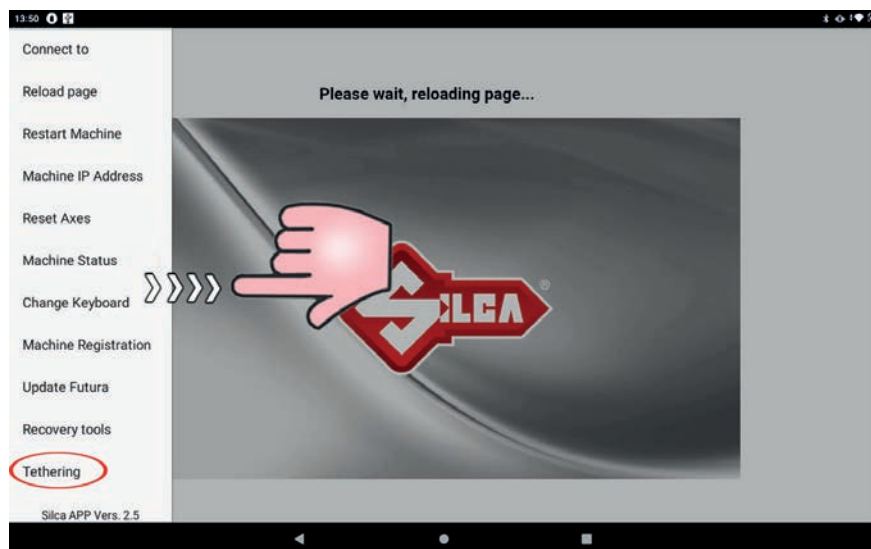 13:50
Connect to
Reload page
Please wait, reloading page...
Restart Machine
Machine IP Address
Reset Axes
Machine Status
Change Keyboard
Machine Registration
Update Futura
Recovery tools
Tethering
Silca APP Vers. 2.5
SILCA
®